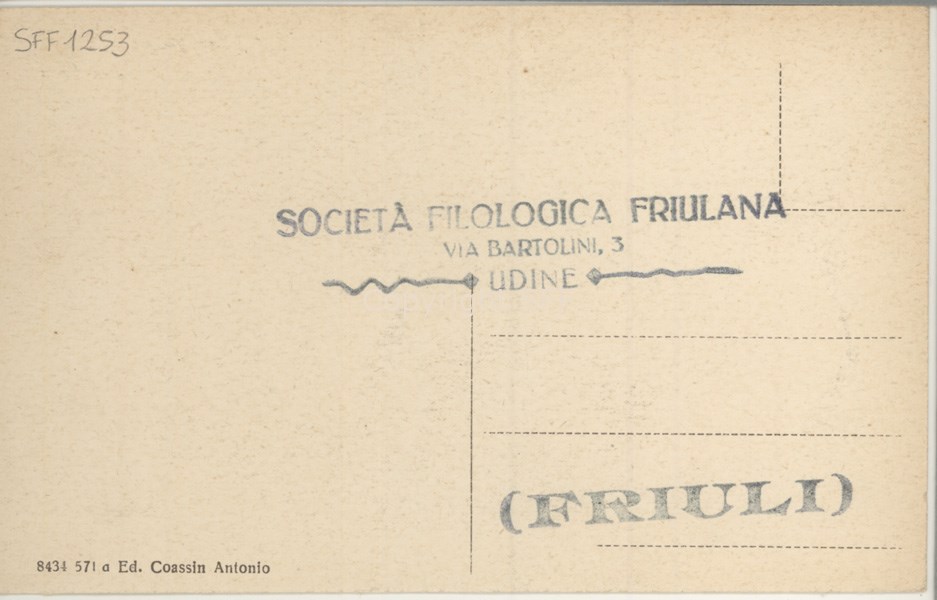 SFF1253
SOCIETÀ FILOLOGICA FRIULANA
VIA BARTOLINI, 3
UDINE
(FRIULI)
8434 571 a Ed. Coassin Antonio